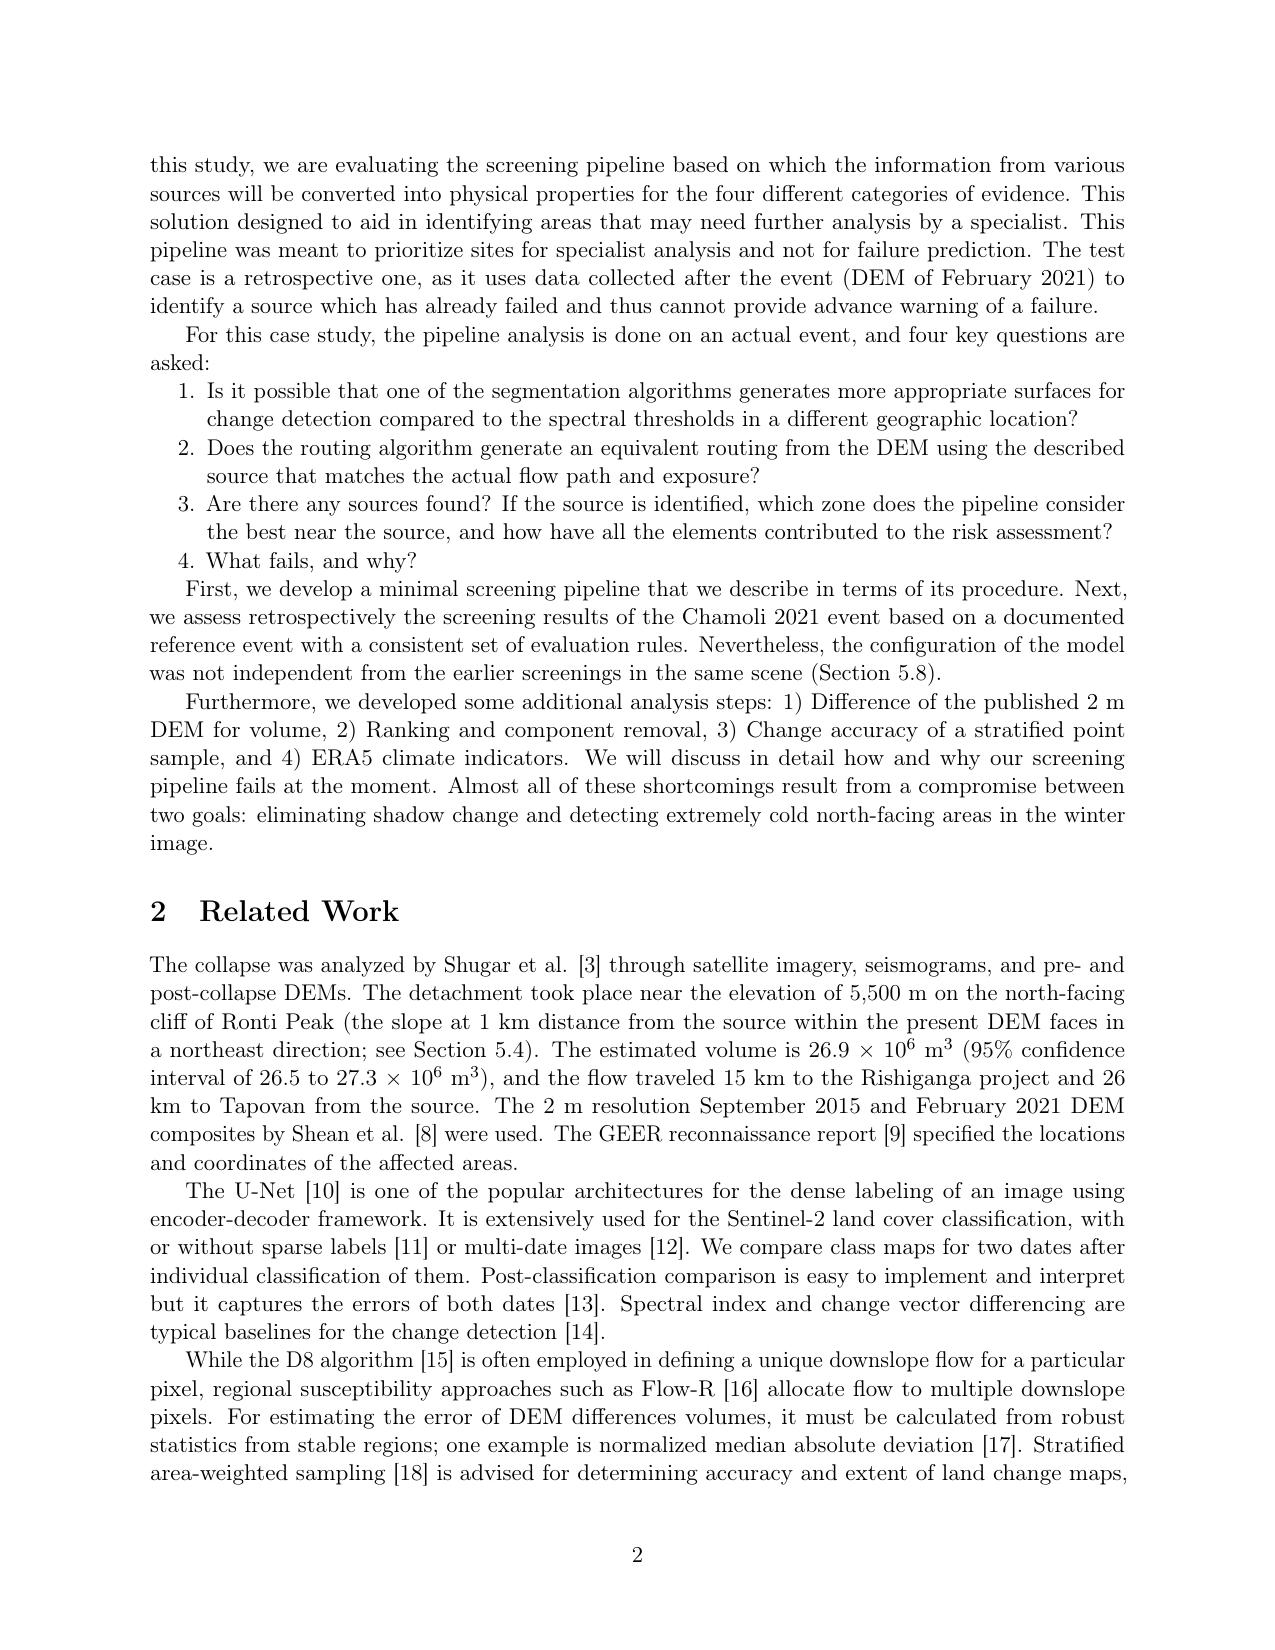 this study, we are evaluating the screening pipeline based on which the information from various
sources will be converted into physical properties for the four different categories of evidence. This
solution designed to aid in identifying areas that may need further analysis by a specialist. This
pipeline was meant to prioritize sites for specialist analysis and not for failure prediction. The test
case is a retrospective one, as it uses data collected after the event (DEM of February 2021) to
identify a source which has already failed and thus cannot provide advance warning of a failure.
For this case study, the pipeline analysis is done on an actual event, and four key questions are
asked:
1. Is it possible that one of the segmentation algorithms generates more appropriate surfaces for
change detection compared to the spectral thresholds in a different geographic location?
2. Does the routing algorithm generate an equivalent routing from the DEM using the described
source that matches the actual flow path and exposure?
3. Are there any sources found? If the source is identified, which zone does the pipeline consider
the best near the source, and how have all the elements contributed to the risk assessment?
4. What fails, and why?
First, we develop a minimal screening pipeline that we describe in terms of its procedure. Next,
we assess retrospectively the screening results of the Chamoli 2021 event based on a documented
reference event with a consistent set of evaluation rules. Nevertheless, the configuration of the model
was not independent from the earlier screenings in the same scene (Section 5.8).
Furthermore, we developed some additional analysis steps: 1) Difference of the published 2 m
DEM for volume, 2) Ranking and component removal, 3) Change accuracy of a stratified point
sample, and 4) ERA5 climate indicators. We will discuss in detail how and why our screening
pipeline fails at the moment. Almost all of these shortcomings result from a compromise between
two goals: eliminating shadow change and detecting extremely cold north-facing areas in the winter
image.
2 Related Work
The collapse was analyzed by Shugar et al. [3] through satellite imagery, seismograms, and pre- and
post-collapse DEMs. The detachment took place near the elevation of 5,500 m on the north-facing
cliff of Ronti Peak (the slope at 1 km distance from the source within the present DEM faces in
a northeast direction; see Section 5.4). The estimated volume is 26.9 × 10⁶ m³ (95% confidence
interval of 26.5 to 27.3 × 10⁶ m³), and the flow traveled 15 km to the Rishiganga project and 26
km to Tapovan from the source. The 2 m resolution September 2015 and February 2021 DEM
composites by Shean et al. [8] were used. The GEER reconnaissance report [9] specified the locations
and coordinates of the affected areas.
The U-Net [10] is one of the popular architectures for the dense labeling of an image using
encoder-decoder framework. It is extensively used for the Sentinel-2 land cover classification, with
or without sparse labels [11] or multi-date images [12]. We compare class maps for two dates after
individual classification of them. Post-classification comparison is easy to implement and interpret
but it captures the errors of both dates [13]. Spectral index and change vector differencing are
typical baselines for the change detection [14].
While the D8 algorithm [15] is often employed in defining a unique downslope flow for a particular
pixel, regional susceptibility approaches such as Flow-R [16] allocate flow to multiple downslope
pixels. For estimating the error of DEM differences volumes, it must be calculated from robust
statistics from stable regions; one example is normalized median absolute deviation [17]. Stratified
area-weighted sampling [18] is advised for determining accuracy and extent of land change maps,
2